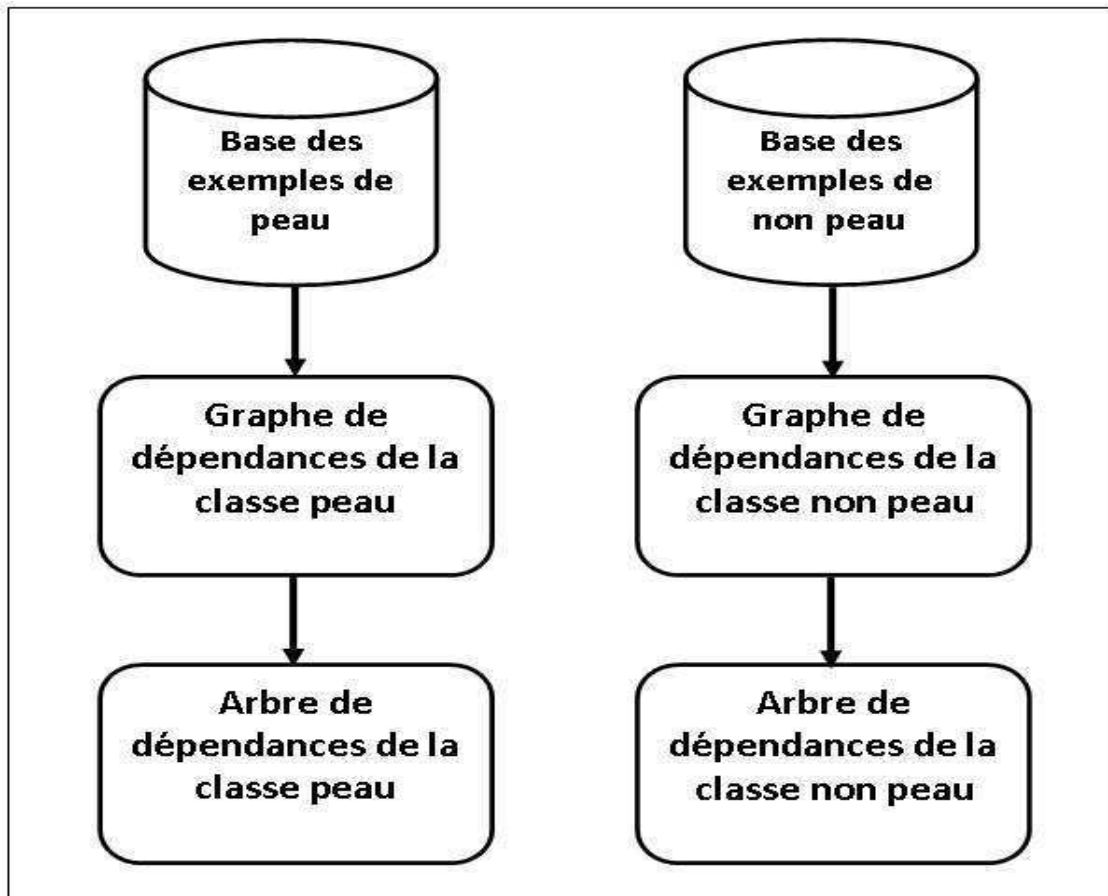 Base des
exemples de
peau
Base des
exemples de
non peau
Graphe de
dépendances de la
classe peau
Graphe de
dépendances de la
classe non peau
Arbre de
dépendances de la
classe peau
Arbre de
dépendances de la
classe non peau